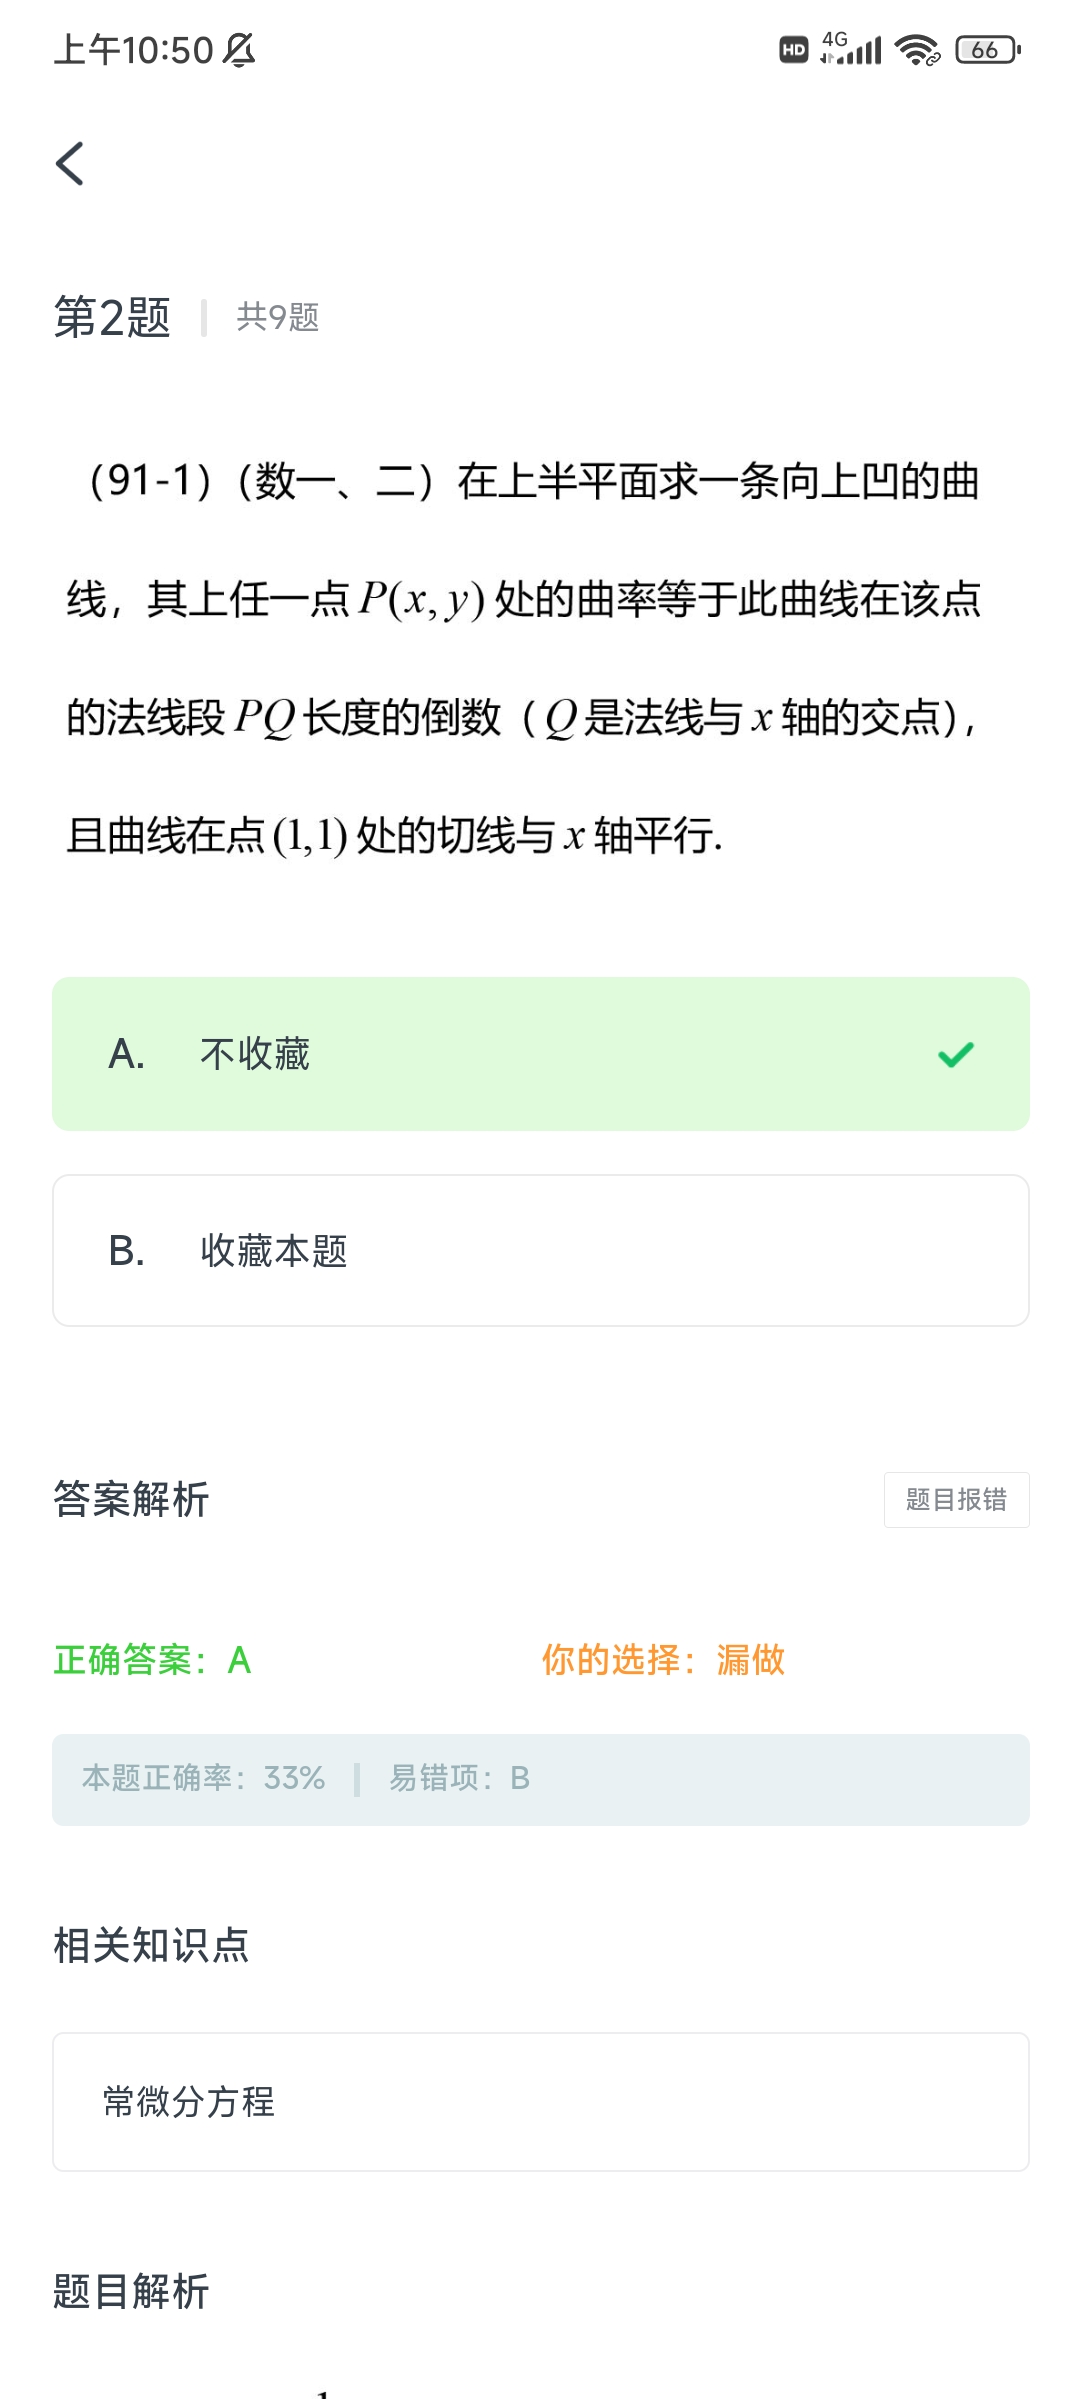 上午10:50
HD 4G 66
第2题 共9题
（91-1）（数一、二）在上半平面求一条向上凹的曲
线，其上任一点P(x, y)处的曲率等于此曲线在该点
的法线段PQ长度的倒数（Q是法线与x轴的交点），
且曲线在点(1,1)处的切线与x轴平行.
A. 不收藏
B. 收藏本题
答案解析 题目报错
正确答案：A 你的选择：漏做
本题正确率：33% 易错项：B
相关知识点
常微分方程
题目解析